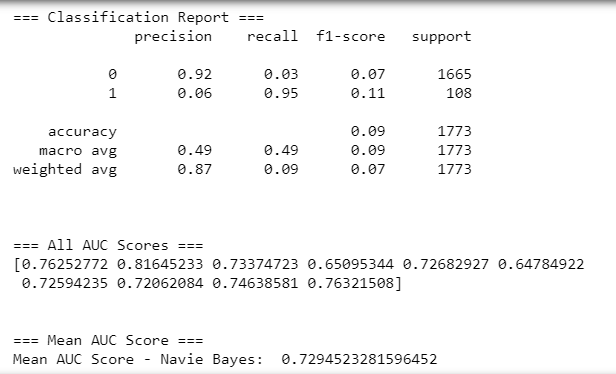 === Classification Report ===
precision recall f1-score support
0 0.92 0.03 0.07 1665
1 0.06 0.95 0.11 108
accuracy 0.09 1773
macro avg 0.49 0.49 0.09 1773
weighted avg 0.87 0.09 0.07 1773
=== All AUC Scores ===
[0.76252772 0.81645233 0.73374723 0.65095344 0.72682927 0.64784922
0.72594235 0.72062084 0.74638581 0.76321508]
=== Mean AUC Score ===
Mean AUC Score - Navie Bayes: 0.7294523281596452